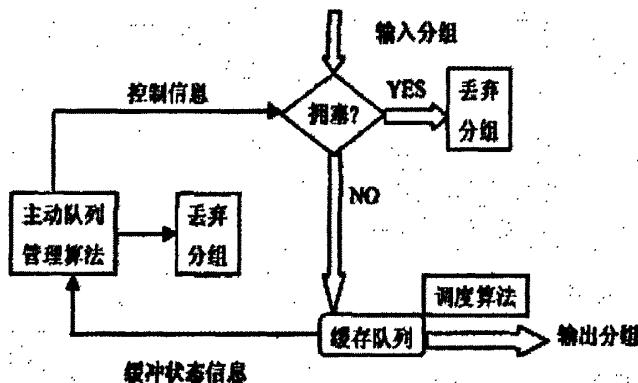 输入分组
控制信息
YES
丢弃
分组
拥塞?
NO
主动队列
管理算法
丢弃
分组
调度算法
缓存队列
输出分组
缓冲状态信息